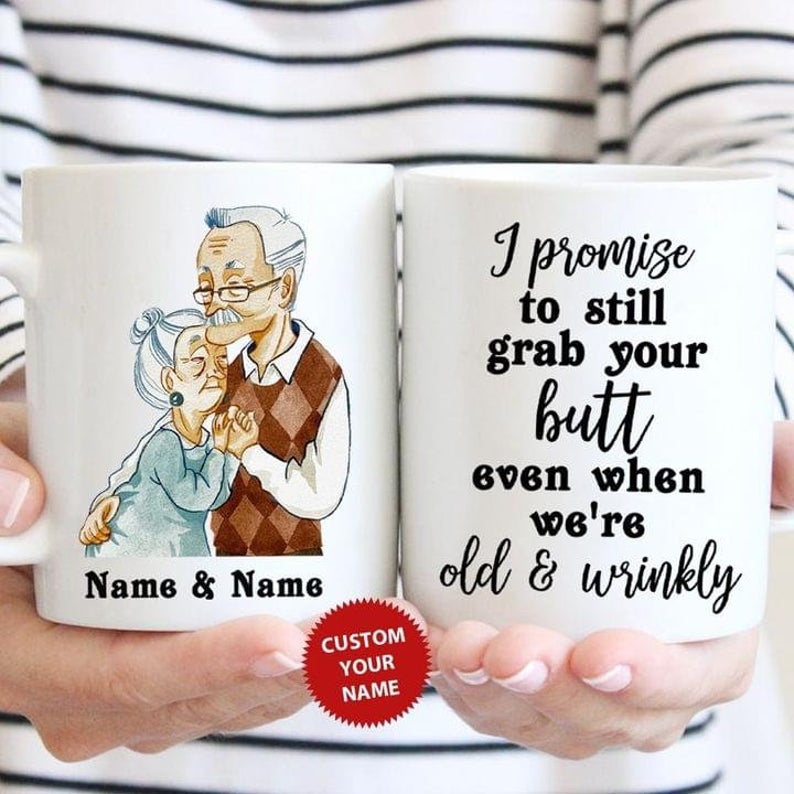 Name & Name
I promise
to still
grab your
butt
even when
we're
old & wrinkly
CUSTOM
YOUR
NAME